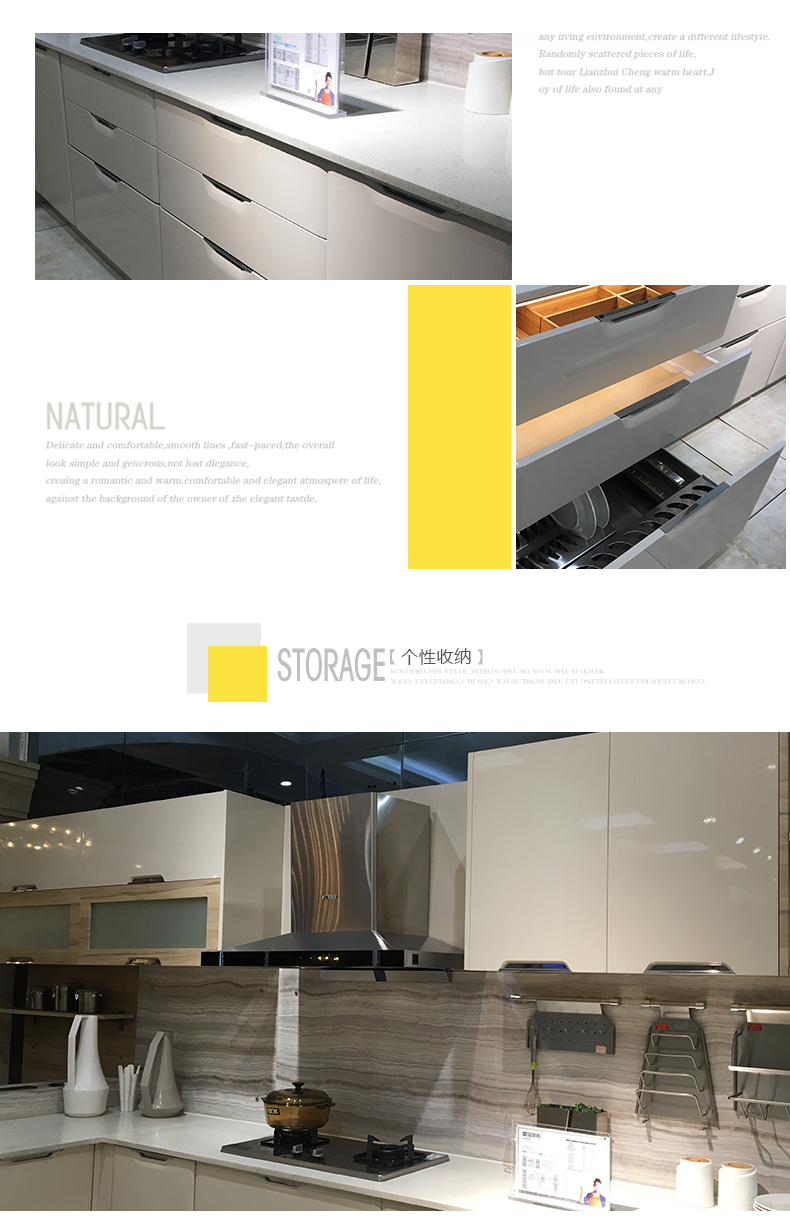 any living environment,create a different lifestyle.
Randomly scattered pieces of life,
but tour Lianzhui Cheng warm heart.J
oy of life also found at any
NATURAL
Delicate and comfortable,smooth lines ,fast-paced,the overall
look simple and generous,not lost dlegance,
creaing a romantic and warm,comfortable and elegant atmospere of life,
against the background of the owner of zhe elegant tastde.
STORAGE【 个性收纳 】
WOOD IS THE SOUL OF THE NORDIC STYLE DECORATION
COLOR,CLEAN RELAXED FEELING LET THE HOME SPACE CAN BE COMPLETELY COOL